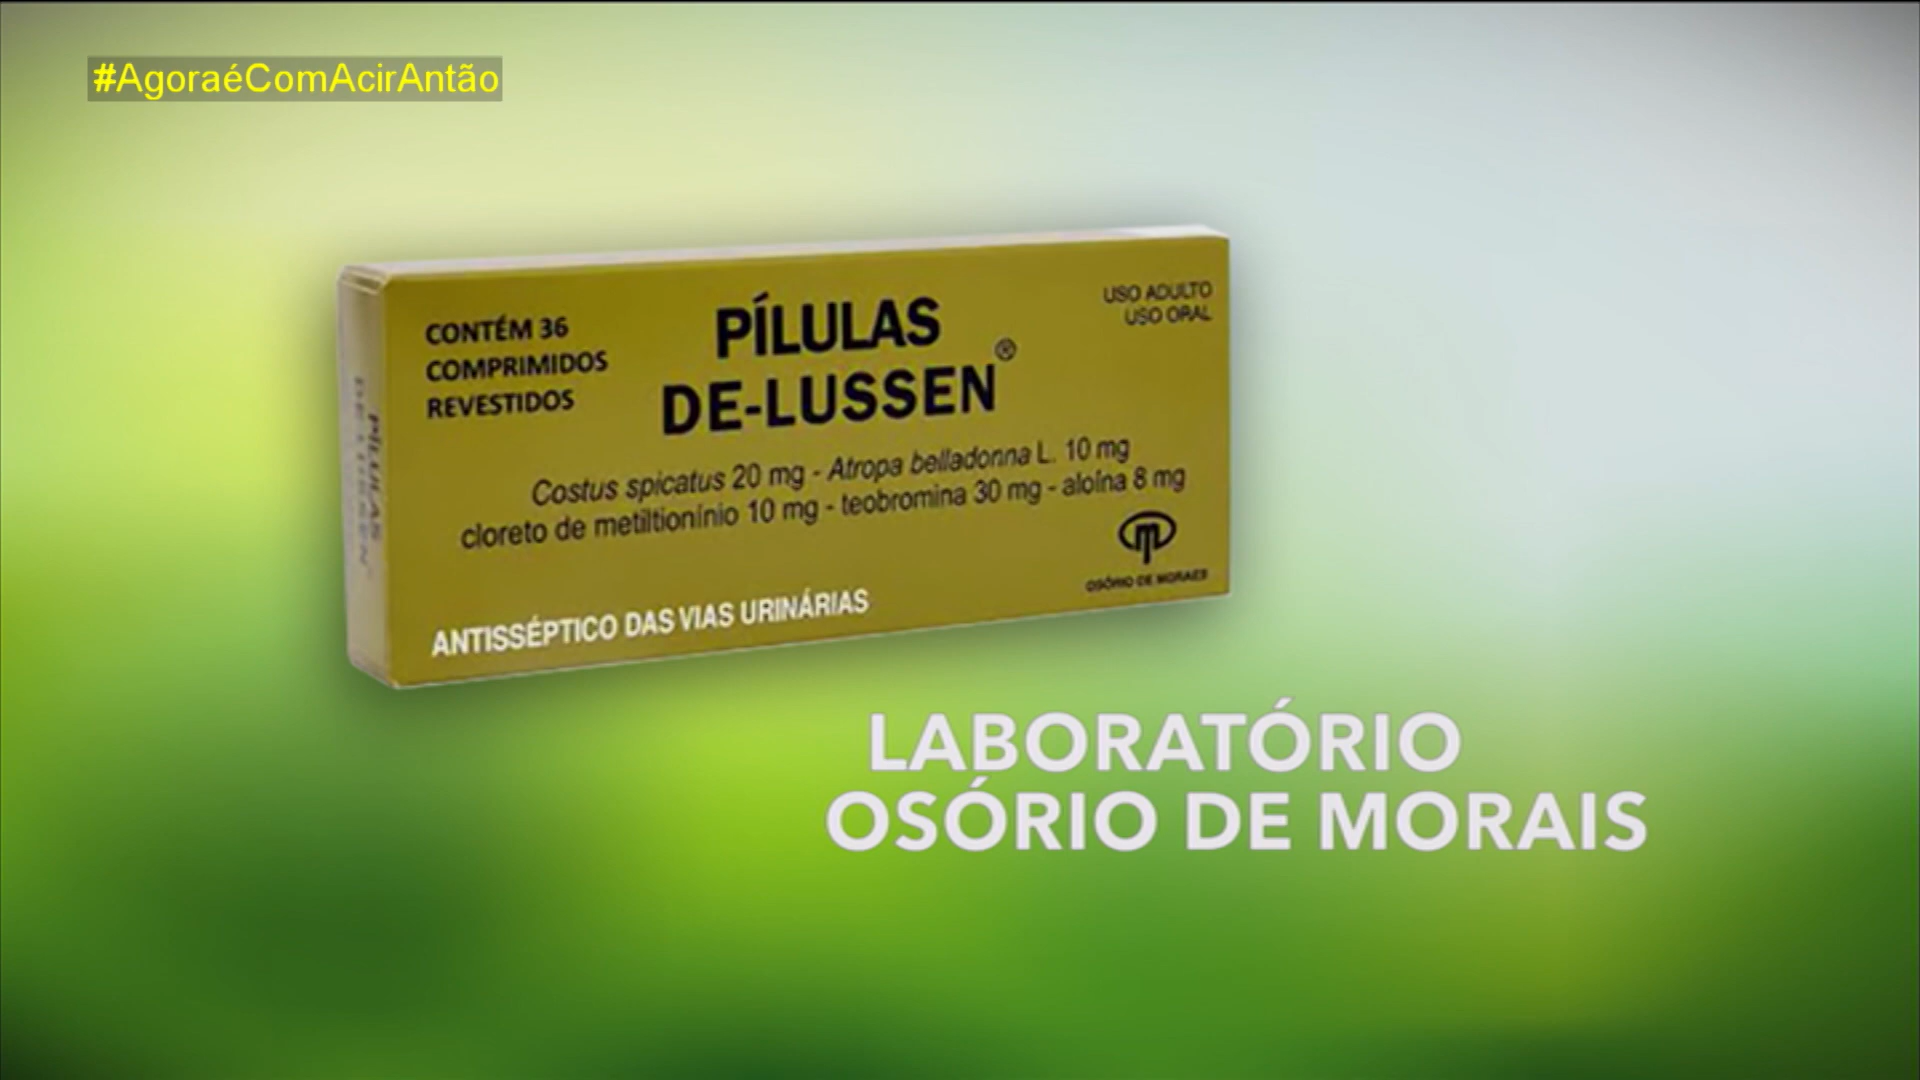 #AgoraéComAcirAntão
CONTÉM 36
COMPRIMIDOS
REVESTIDOS
PÍLULAS
DE-LUSSEN®
USO ADULTO
USO ORAL
Costus spicatus 20 mg - Atropa belladonna L. 10 mg
cloreto de metiltionínio 10 mg - teobromina 30 mg - aloína 8 mg
OSÓRIO DE MORAES
ANTISSÉPTICO DAS VIAS URINÁRIAS
PÍLULAS
DE-LUSSEN
LABORATÓRIO
OSÓRIO DE MORAIS